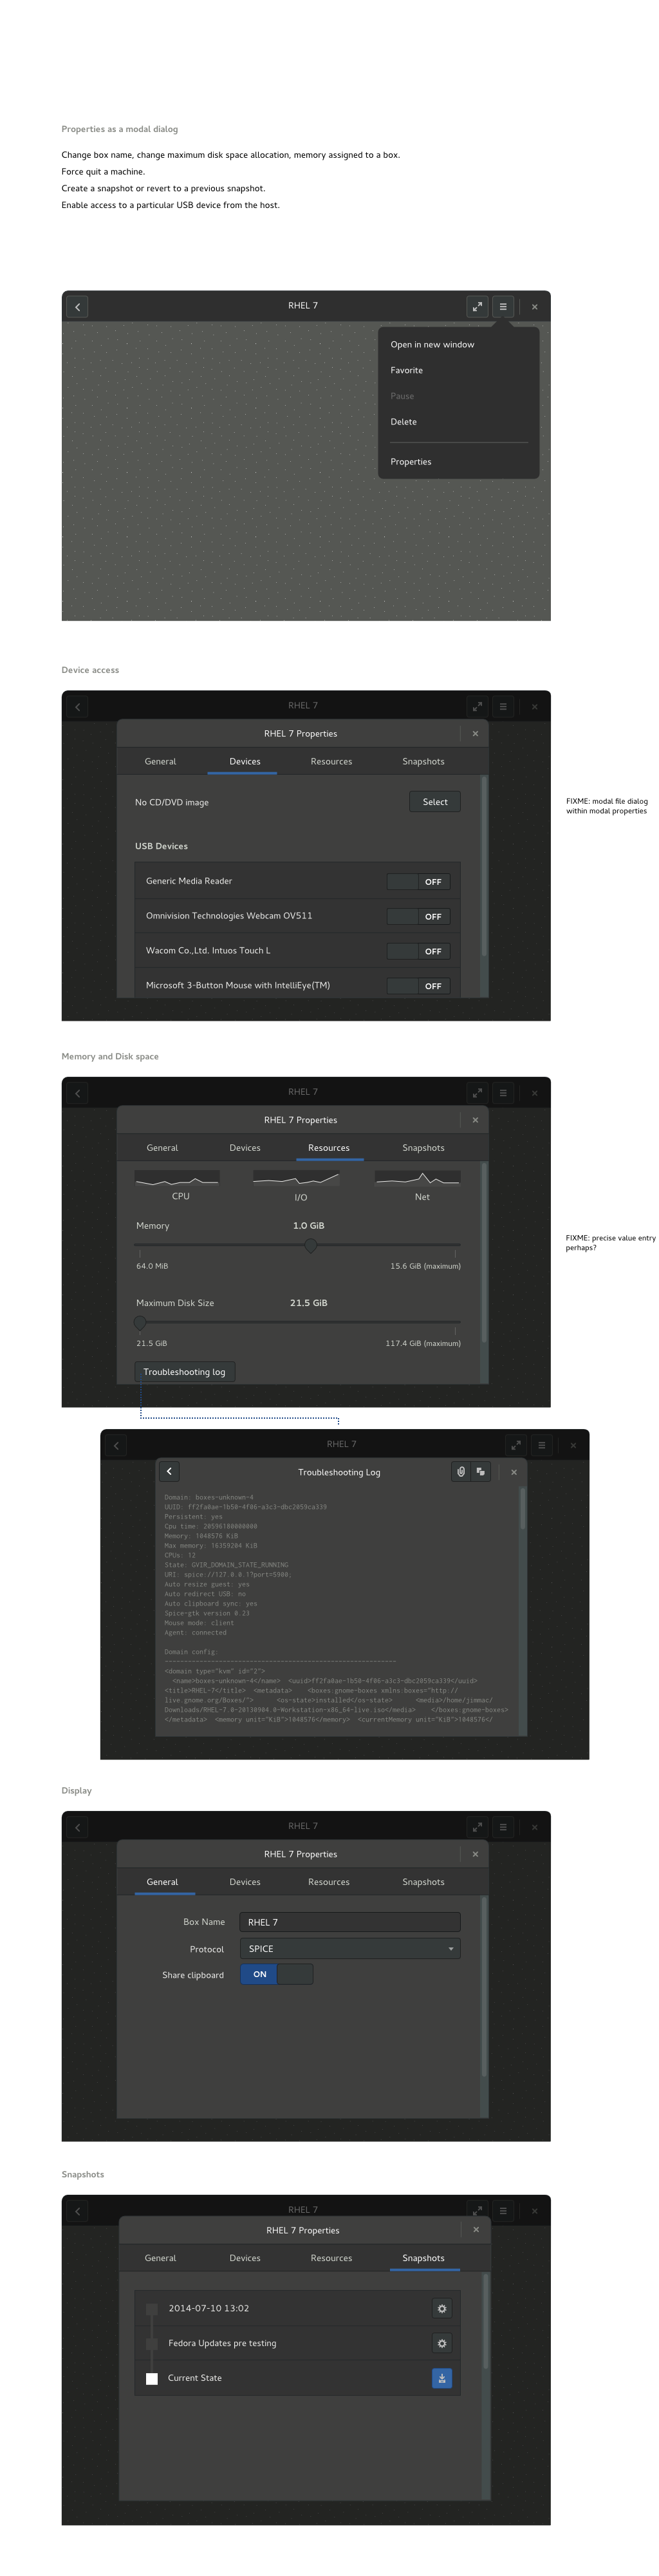 Properties as a modal dialog
Change box name, change maximum disk space allocation, memory assigned to a box.
Force quit a machine.
Create a snapshot or revert to a previous snapshot.
Enable access to a particular USB device from the host.
RHEL 7
Open in new window
Favorite
Pause
Delete
Properties
Device access
RHEL 7
RHEL 7 Properties
General Devices Resources Snapshots
No CD/DVD image Select
FIXME: modal file dialog
within modal properties
USB Devices
Generic Media Reader OFF
Omnivision Technologies Webcam OV511 OFF
Wacom Co.,Ltd. Intuos Touch L OFF
Microsoft 3-Button Mouse with IntelliEye(TM) OFF
Memory and Disk space
RHEL 7
RHEL 7 Properties
General Devices Resources Snapshots
CPU I/O Net
Memory 1.0 GiB
FIXME: precise value entry
perhaps?
64.0 MiB 15.6 GiB (maximum)
Maximum Disk Size 21.5 GiB
21.5 GiB 117.4 GiB (maximum)
Troubleshooting log
RHEL 7
Troubleshooting Log
Domain: boxes-unknown-4
UUID: ff2fa0ae-1b50-4f06-a3c3-dbc2059ca339
Persistent: yes
Cpu time: 20596180000000
Memory: 1048576 KiB
Max memory: 16359204 KiB
CPUs: 12
State: GVIR_DOMAIN_STATE_RUNNING
URI: spice://127.0.0.1?port=5900,
Auto resize guest: yes
Auto redirect USB: no
Auto clipboard sync: yes
Spice-gtk version 0.23
Mouse mode: client
Agent: connected
Domain config:
------------------------------------------------------------
<domain type="kvm" id="2">
<name>boxes-unknown-4</name> <uuid>ff2fa0ae-1b50-4f06-a3c3-dbc2059ca339</uuid>
<title>RHEL-7</title> <metadata> <boxes:gnome-boxes xmlns:boxes="http://
live.gnome.org/Boxes/"> <os-state>installed</os-state> <media>/home/jimmac/
Downloads/RHEL-7.0-20130904.0-Workstation-x86_64-live.iso</media> </boxes:gnome-boxes>
</metadata> <memory unit="KiB">1048576</memory> <currentMemory unit="KiB">1048576</
Display
RHEL 7
RHEL 7 Properties
General Devices Resources Snapshots
Box Name RHEL 7
Protocol SPICE
Share clipboard ON
Snapshots
RHEL 7
RHEL 7 Properties
General Devices Resources Snapshots
2014-07-10 13:02
Fedora Updates pre testing
Current State